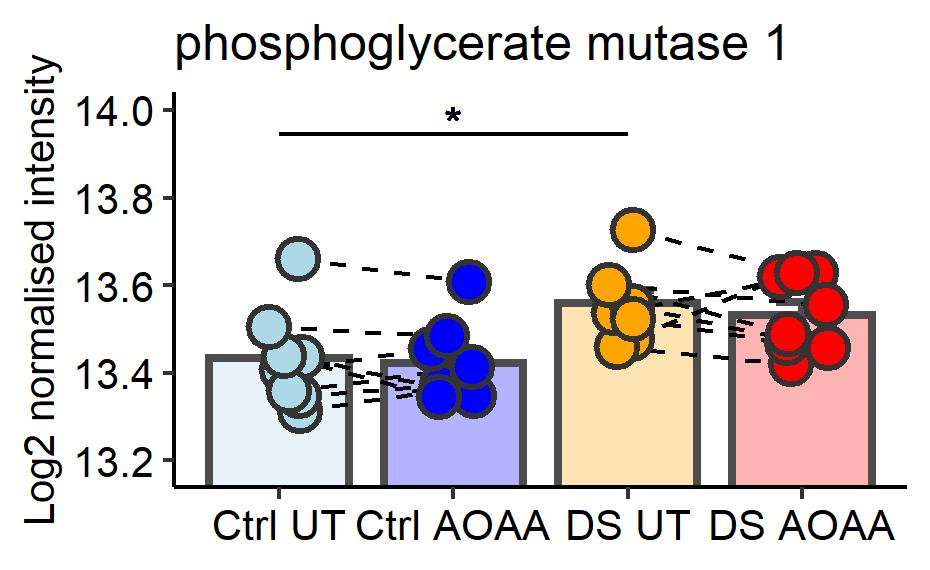 phosphoglycerate mutase 1
Log2 normalised intensity
14.0
13.8
13.6
13.4
13.2
*
Ctrl UT Ctrl AOAA DS UT DS AOAA